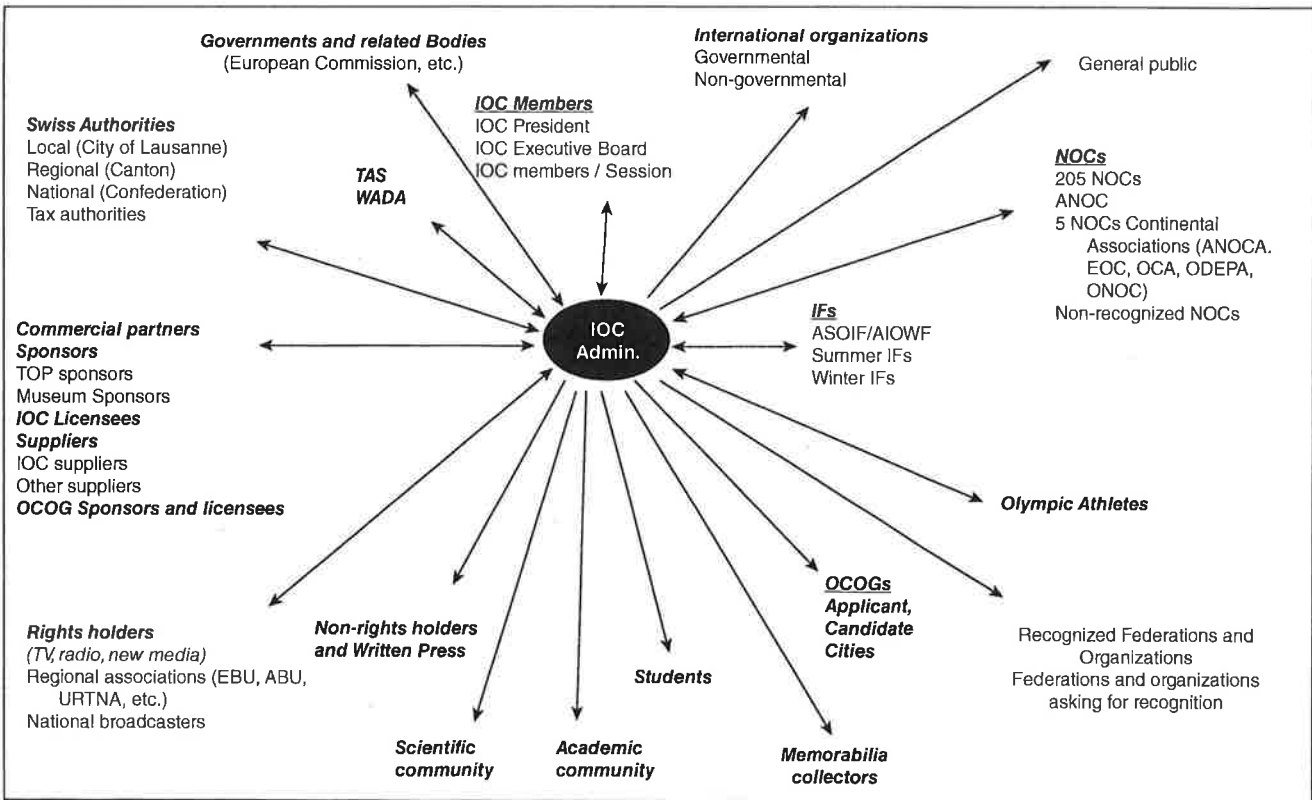 Governments and related Bodies
(European Commission, etc.)
International organizations
Governmental
Non-governmental
General public
IOC Members
IOC President
IOC Executive Board
IOC members / Session
Swiss Authorities
Local (City of Lausanne)
Regional (Canton)
National (Confederation)
Tax authorities
TAS
WADA
NOCs
205 NOCs
ANOC
5 NOCs Continental
Associations (ANOCA.
EOC, OCA, ODEPA,
ONOC)
Non-recognized NOCs
IOC
Admin.
IFs
ASOIF/AIOWF
Summer IFs
Winter IFs
Commercial partners
Sponsors
TOP sponsors
Museum Sponsors
IOC Licensees
Suppliers
IOC suppliers
Other suppliers
OCOG Sponsors and licensees
Olympic Athletes
Rights holders
(TV, radio, new media)
Regional associations (EBU, ABU,
URTNA, etc.)
National broadcasters
Non-rights holders
and Written Press
Students
OCOGs
Applicant,
Candidate
Cities
Recognized Federations and
Organizations
Federations and organizations
asking for recognition
Scientific
community
Academic
community
Memorabilia
collectors